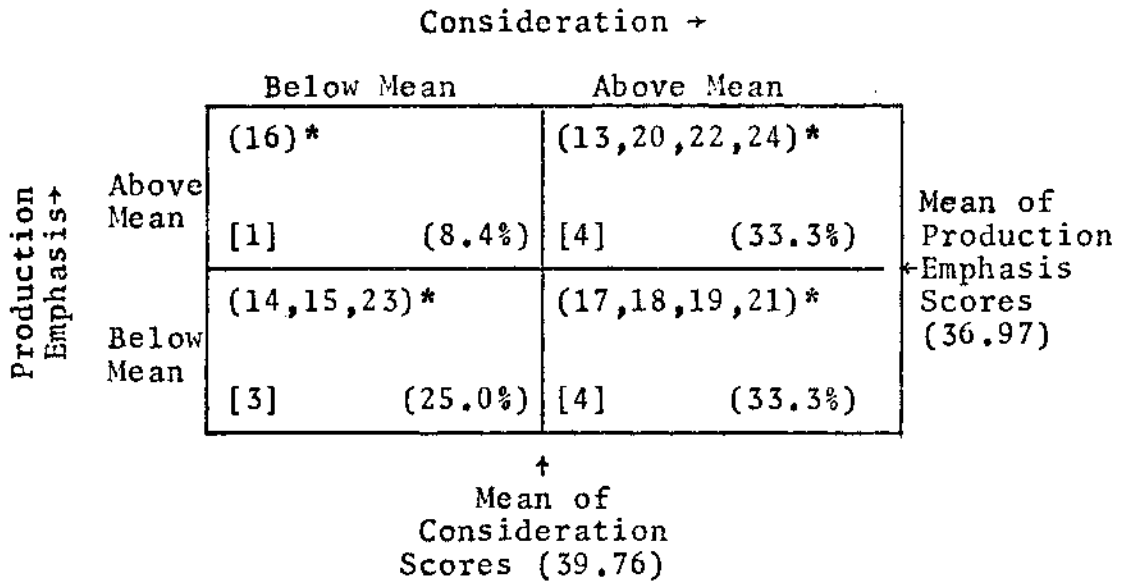 Consideration →
Below Mean Above Mean
(16)* (13,20,22,24)*
Above
Mean
[1] (8.4%) [4] (33.3%)
(14,15,23)* (17,18,19,21)*
Below
Mean
[3] (25.0%) [4] (33.3%)
Production
Emphasis→
Mean of
Production
←Emphasis
Scores
(36.97)
↑
Mean of
Consideration
Scores (39.76)